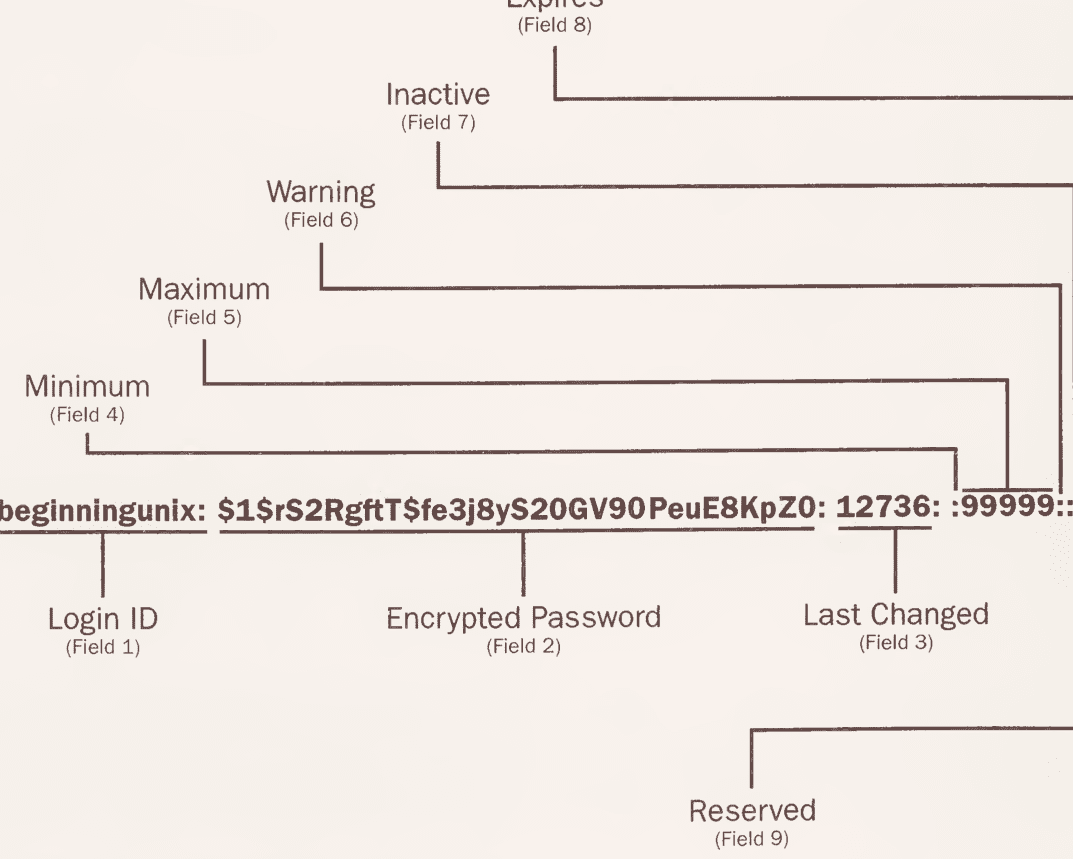 Expires
(Field 8)
Inactive
(Field 7)
Warning
(Field 6)
Maximum
(Field 5)
Minimum
(Field 4)
beginningunix: $1$rS2RgftT$fe3j8yS20GV90PeuE8KpZ0: 12736: :99999::
Login ID
(Field 1)
Encrypted Password
(Field 2)
Last Changed
(Field 3)
Reserved
(Field 9)